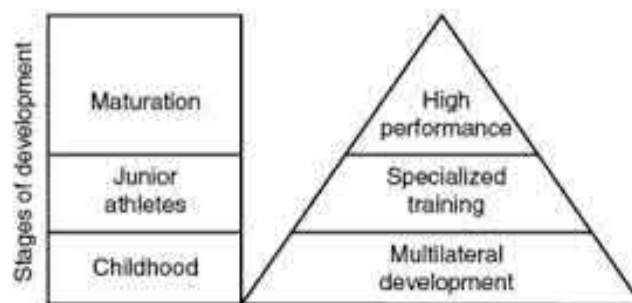 Stages of development
Maturation
High
performance
Junior
athletes
Specialized
training
Childhood
Multilateral
development